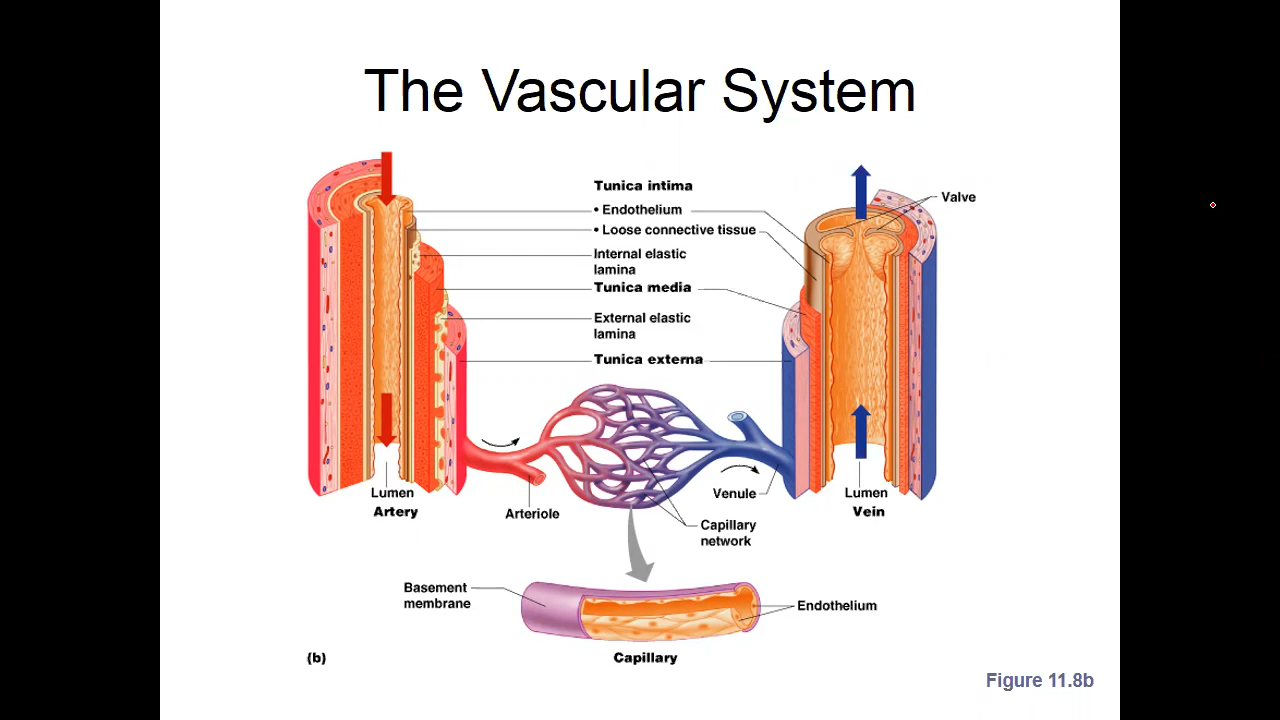 The Vascular System
Tunica intima
• Endothelium
• Loose connective tissue
Internal elastic
lamina
Tunica media
External elastic
lamina
Tunica externa
Valve
Lumen
Artery
Arteriole
Venule
Lumen
Vein
Capillary
network
Basement
membrane
Endothelium
Capillary
(b)
Figure 11.8b